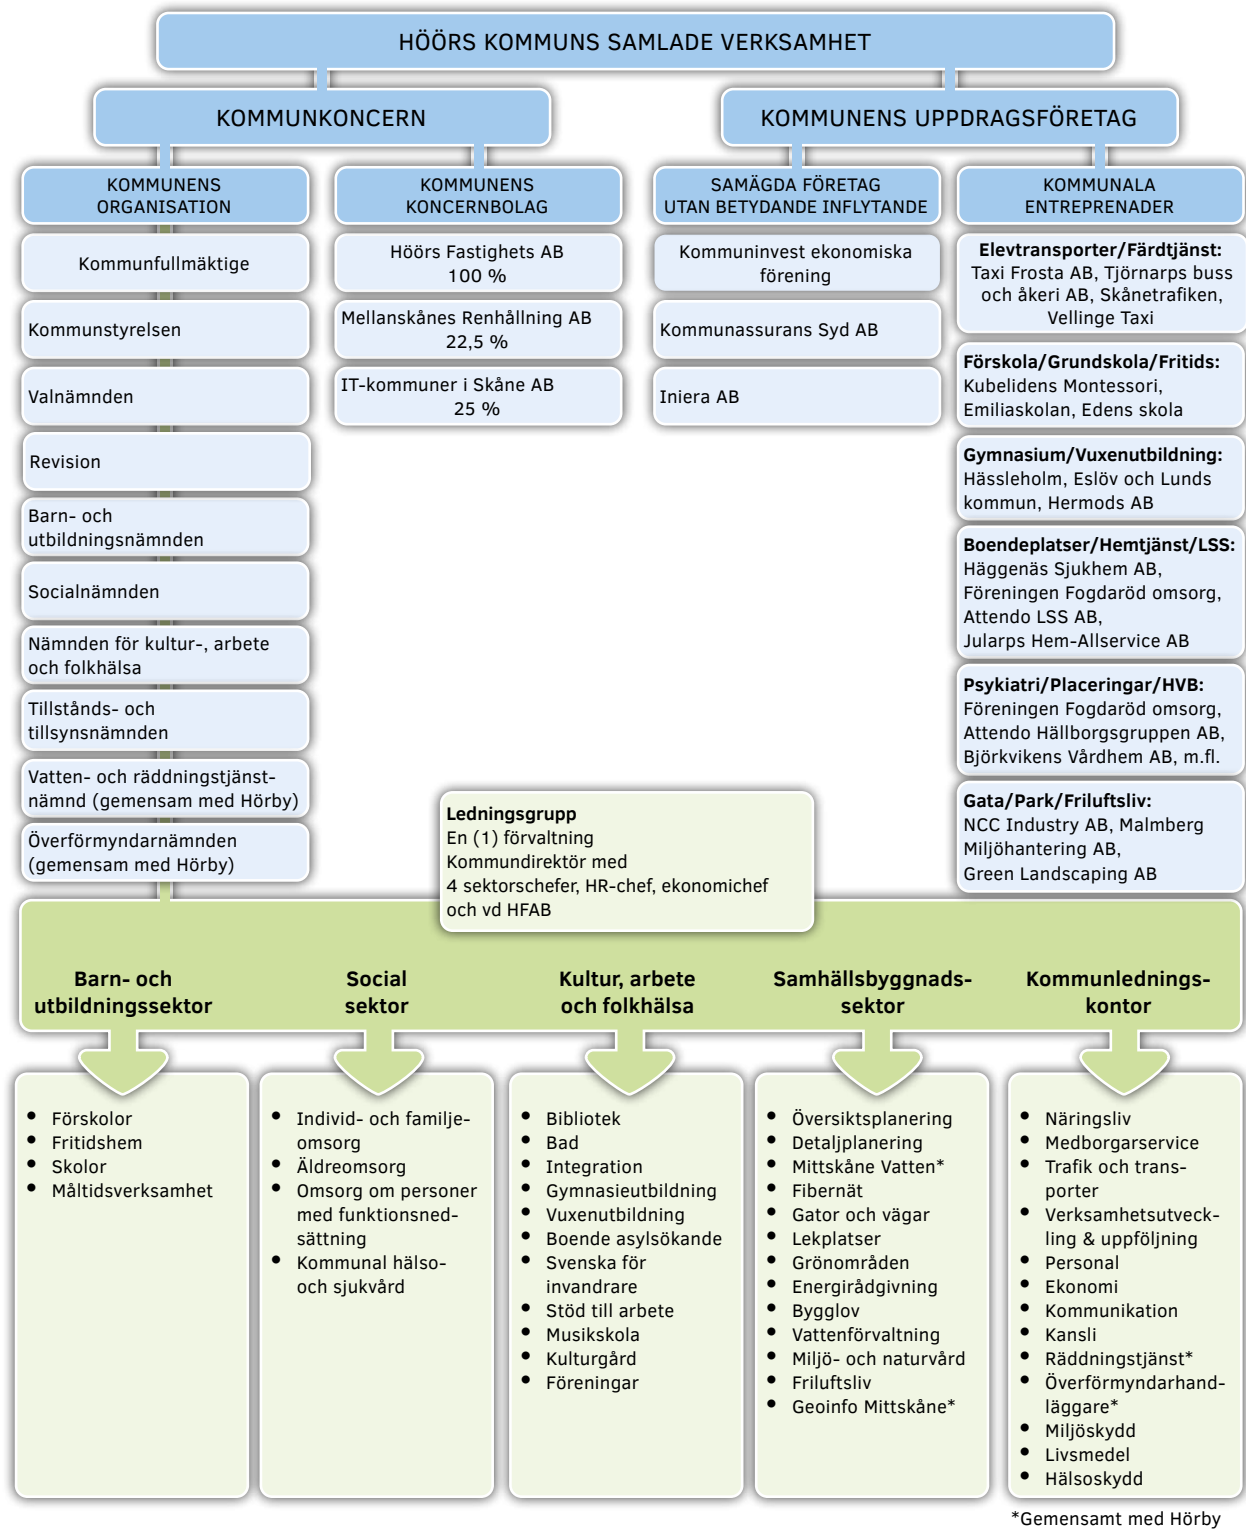 HÖÖRS KOMMUNS SAMLADE VERKSAMHET
KOMMUNKONCERN
KOMMUNENS UPPDRAGSFÖRETAG
KOMMUNENS
ORGANISATION
Kommunfullmäktige
Kommunstyrelsen
Valnämnden
Revision
Barn- och
utbildningsnämnden
Socialnämnden
Nämnden för kultur-, arbete
och folkhälsa
Tillstånds- och
tillsynsnämnden
Vatten- och räddningstjänst-
nämnd (gemensam med Hörby)
Överförmyndarnämnden
(gemensam med Hörby)
KOMMUNENS
KONCERNBOLAG
Höörs Fastighets AB
100 %
Mellanskånes Renhållning AB
22,5 %
IT-kommuner i Skåne AB
25 %
SAMÄGDA FÖRETAG
UTAN BETYDANDE INFLYTANDE
Kommuninvest ekonomiska
förening
Kommunassurans Syd AB
Iniera AB
KOMMUNALA
ENTREPRENADER
Elevtransporter/Färdtjänst:
Taxi Frosta AB, Tjörnarps buss
och åkeri AB, Skånetrafiken,
Vellinge Taxi
Förskola/Grundskola/Fritids:
Kubelidens Montessori,
Emiliaskolan, Edens skola
Gymnasium/Vuxenutbildning:
Hässleholm, Eslöv och Lunds
kommun, Hermods AB
Boendeplatser/Hemtjänst/LSS:
Häggenäs Sjukhem AB,
Föreningen Fogdaröd omsorg,
Attendo LSS AB,
Jularps Hem-Allservice AB
Psykiatri/Placeringar/HVB:
Föreningen Fogdaröd omsorg,
Attendo Hällborgsgruppen AB,
Björkvikens Vårdhem AB, m.fl.
Gata/Park/Friluftsliv:
NCC Industry AB, Malmberg
Miljöhantering AB,
Green Landscaping AB
Ledningsgrupp
En (1) förvaltning
Kommundirektör med
4 sektorschefer, HR-chef, ekonomichef
och vd HFAB
Barn- och
utbildningssektor
Social
sektor
Kultur, arbete
och folkhälsa
Samhällsbyggnads-
sektor
Kommunlednings-
kontor
• Förskolor
• Fritidshem
• Skolor
• Måltidsverksamhet
• Individ- och familje-
omsorg
• Äldreomsorg
• Omsorg om personer
med funktionsned-
sättning
• Kommunal hälso-
och sjukvård
• Bibliotek
• Bad
• Integration
• Gymnasieutbildning
• Vuxenutbildning
• Boende asylsökande
• Svenska för
invandrare
• Stöd till arbete
• Musikskola
• Kulturgård
• Föreningar
• Översiktsplanering
• Detaljplanering
• Mittskåne Vatten*
• Fibernät
• Gator och vägar
• Lekplatser
• Grönområden
• Energirådgivning
• Bygglov
• Vattenförvaltning
• Miljö- och naturvård
• Friluftsliv
• Geoinfo Mittskåne*
• Näringsliv
• Medborgarservice
• Trafik och trans-
porter
• Verksamhetsutveck-
ling & uppföljning
• Personal
• Ekonomi
• Kommunikation
• Kansli
• Räddningstjänst*
• Överförmyndarhand-
läggare*
• Miljöskydd
• Livsmedel
• Hälsoskydd
*Gemensamt med Hörby